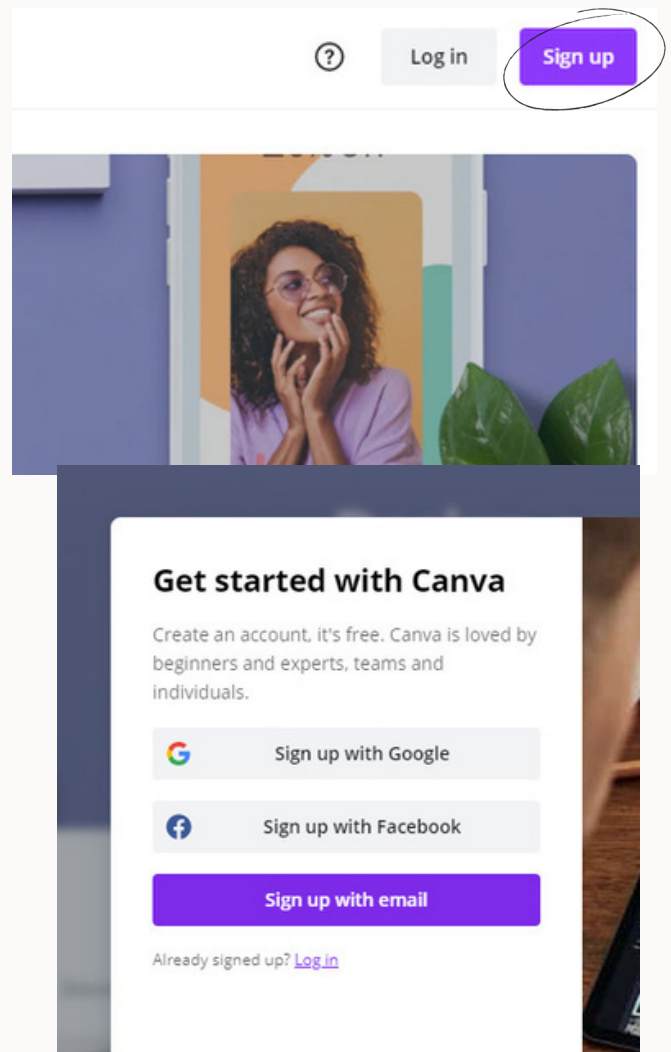 Log in
Sign up
Get started with Canva
Create an account, it's free. Canva is loved by
beginners and experts, teams and
individuals.
Sign up with Google
Sign up with Facebook
Sign up with email
Already signed up? Log in